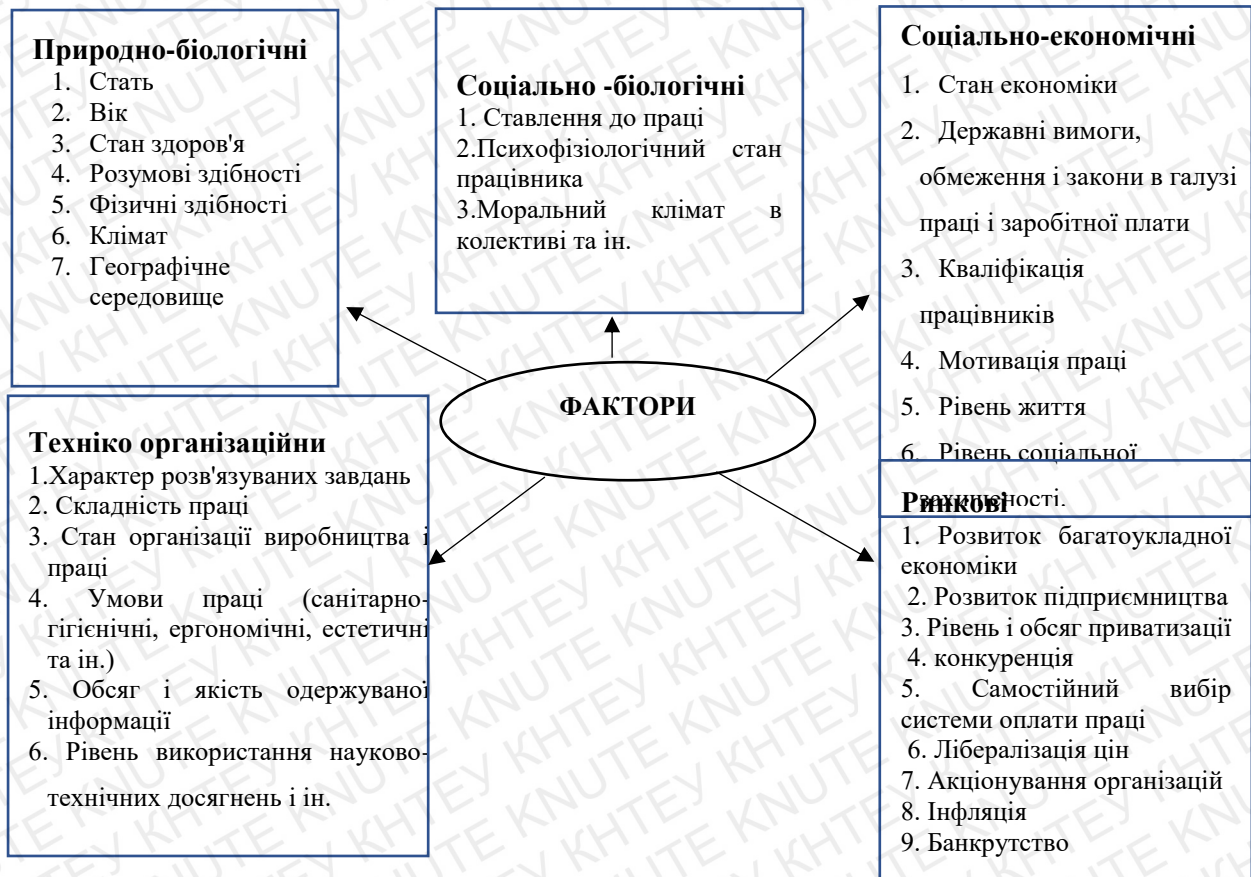 Природно-біологічні
1. Стать
2. Вік
3. Стан здоров'я
4. Розумові здібності
5. Фізичні здібності
6. Клімат
7. Географічне
середовище
Соціально -біологічні
1. Ставлення до праці
2.Психофізіологічний стан
працівника
3.Моральний клімат в
колективі та ін.
Соціально-економічні
1. Стан економіки
2. Державні вимоги,
обмеження і закони в галузі
праці і заробітної плати
3. Кваліфікація
працівників
4. Мотивація праці
5. Рівень життя
6. Рівень соціальної
захищеності.
ФАКТОРИ
Техніко організаційни
1.Характер розв'язуваних завдань
2. Складність праці
3. Стан організації виробництва і
праці
4. Умови праці (санітарно-
гігієнічні, ергономічні, естетичні
та ін.)
5. Обсяг і якість одержуваної
інформації
6. Рівень використання науково-
технічних досягнень і ін.
Ринкові
1. Розвиток багатоукладної
економіки
2. Розвиток підприємництва
3. Рівень і обсяг приватизації
4. конкуренція
5. Самостійний вибір
системи оплати праці
6. Лібералізація цін
7. Акціонування організацій
8. Інфляція
9. Банкрутство